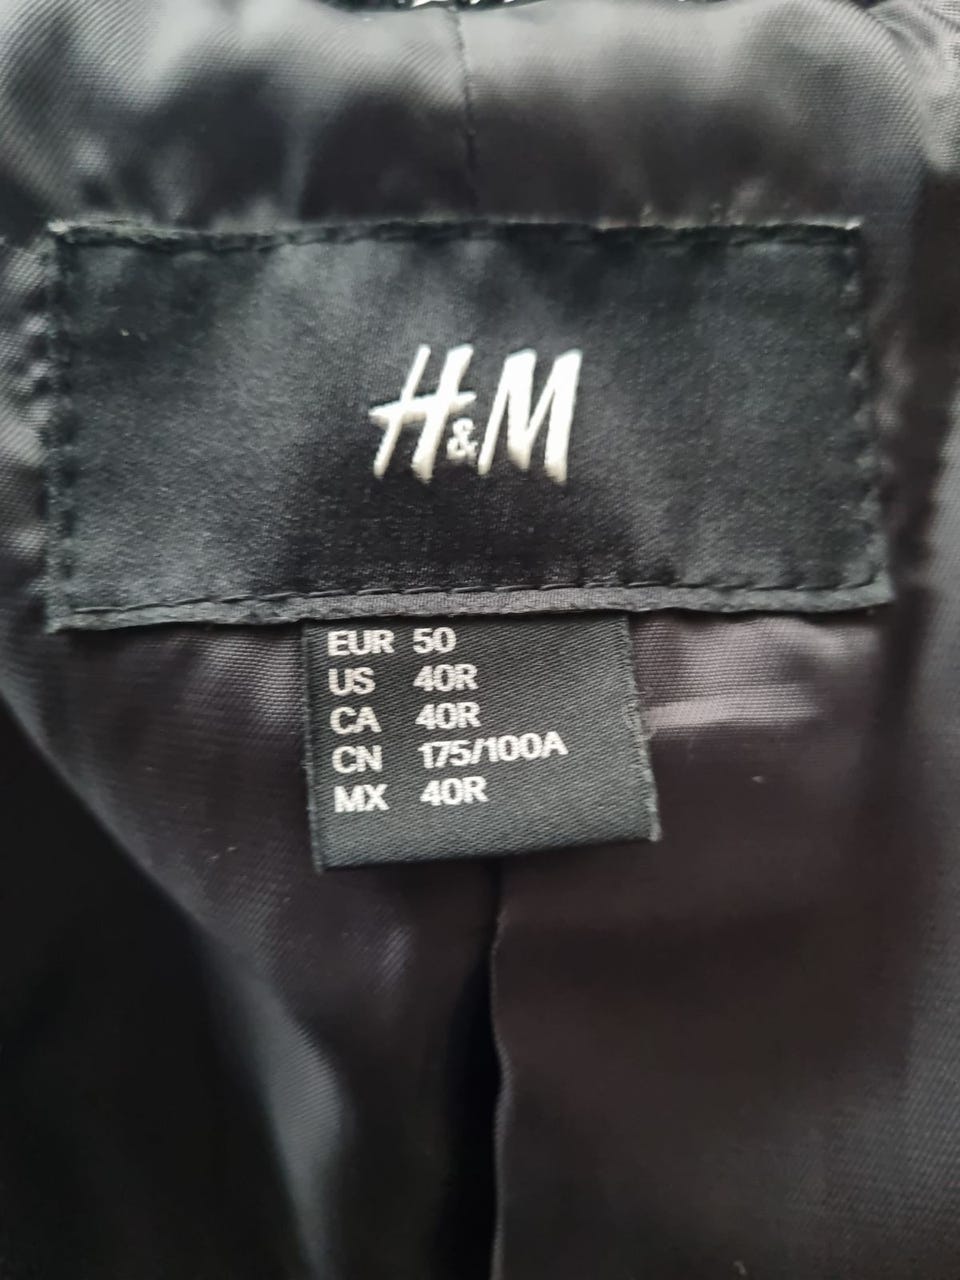 H&M
EUR 50
US 40R
CA 40R
CN 175/100A
MX 40R